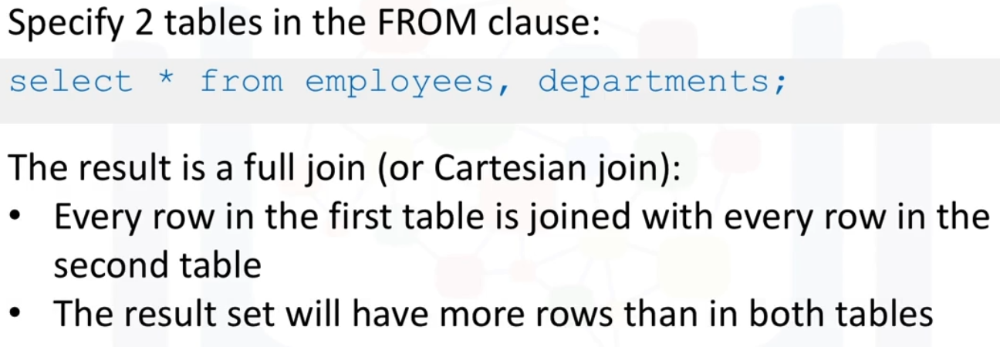 Specify 2 tables in the FROM clause:
select * from employees, departments;
The result is a full join (or Cartesian join):
• Every row in the first table is joined with every row in the
second table
• The result set will have more rows than in both tables